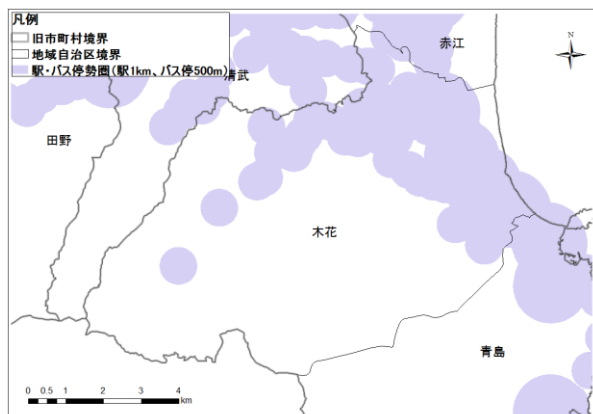 凡例
旧市町村境界
地域自治区境界
駅・バス停勢圏(駅1km、バス停500m)
赤江
N
清武
田野
木花
青島
0 0.5 1 2 3 4
km